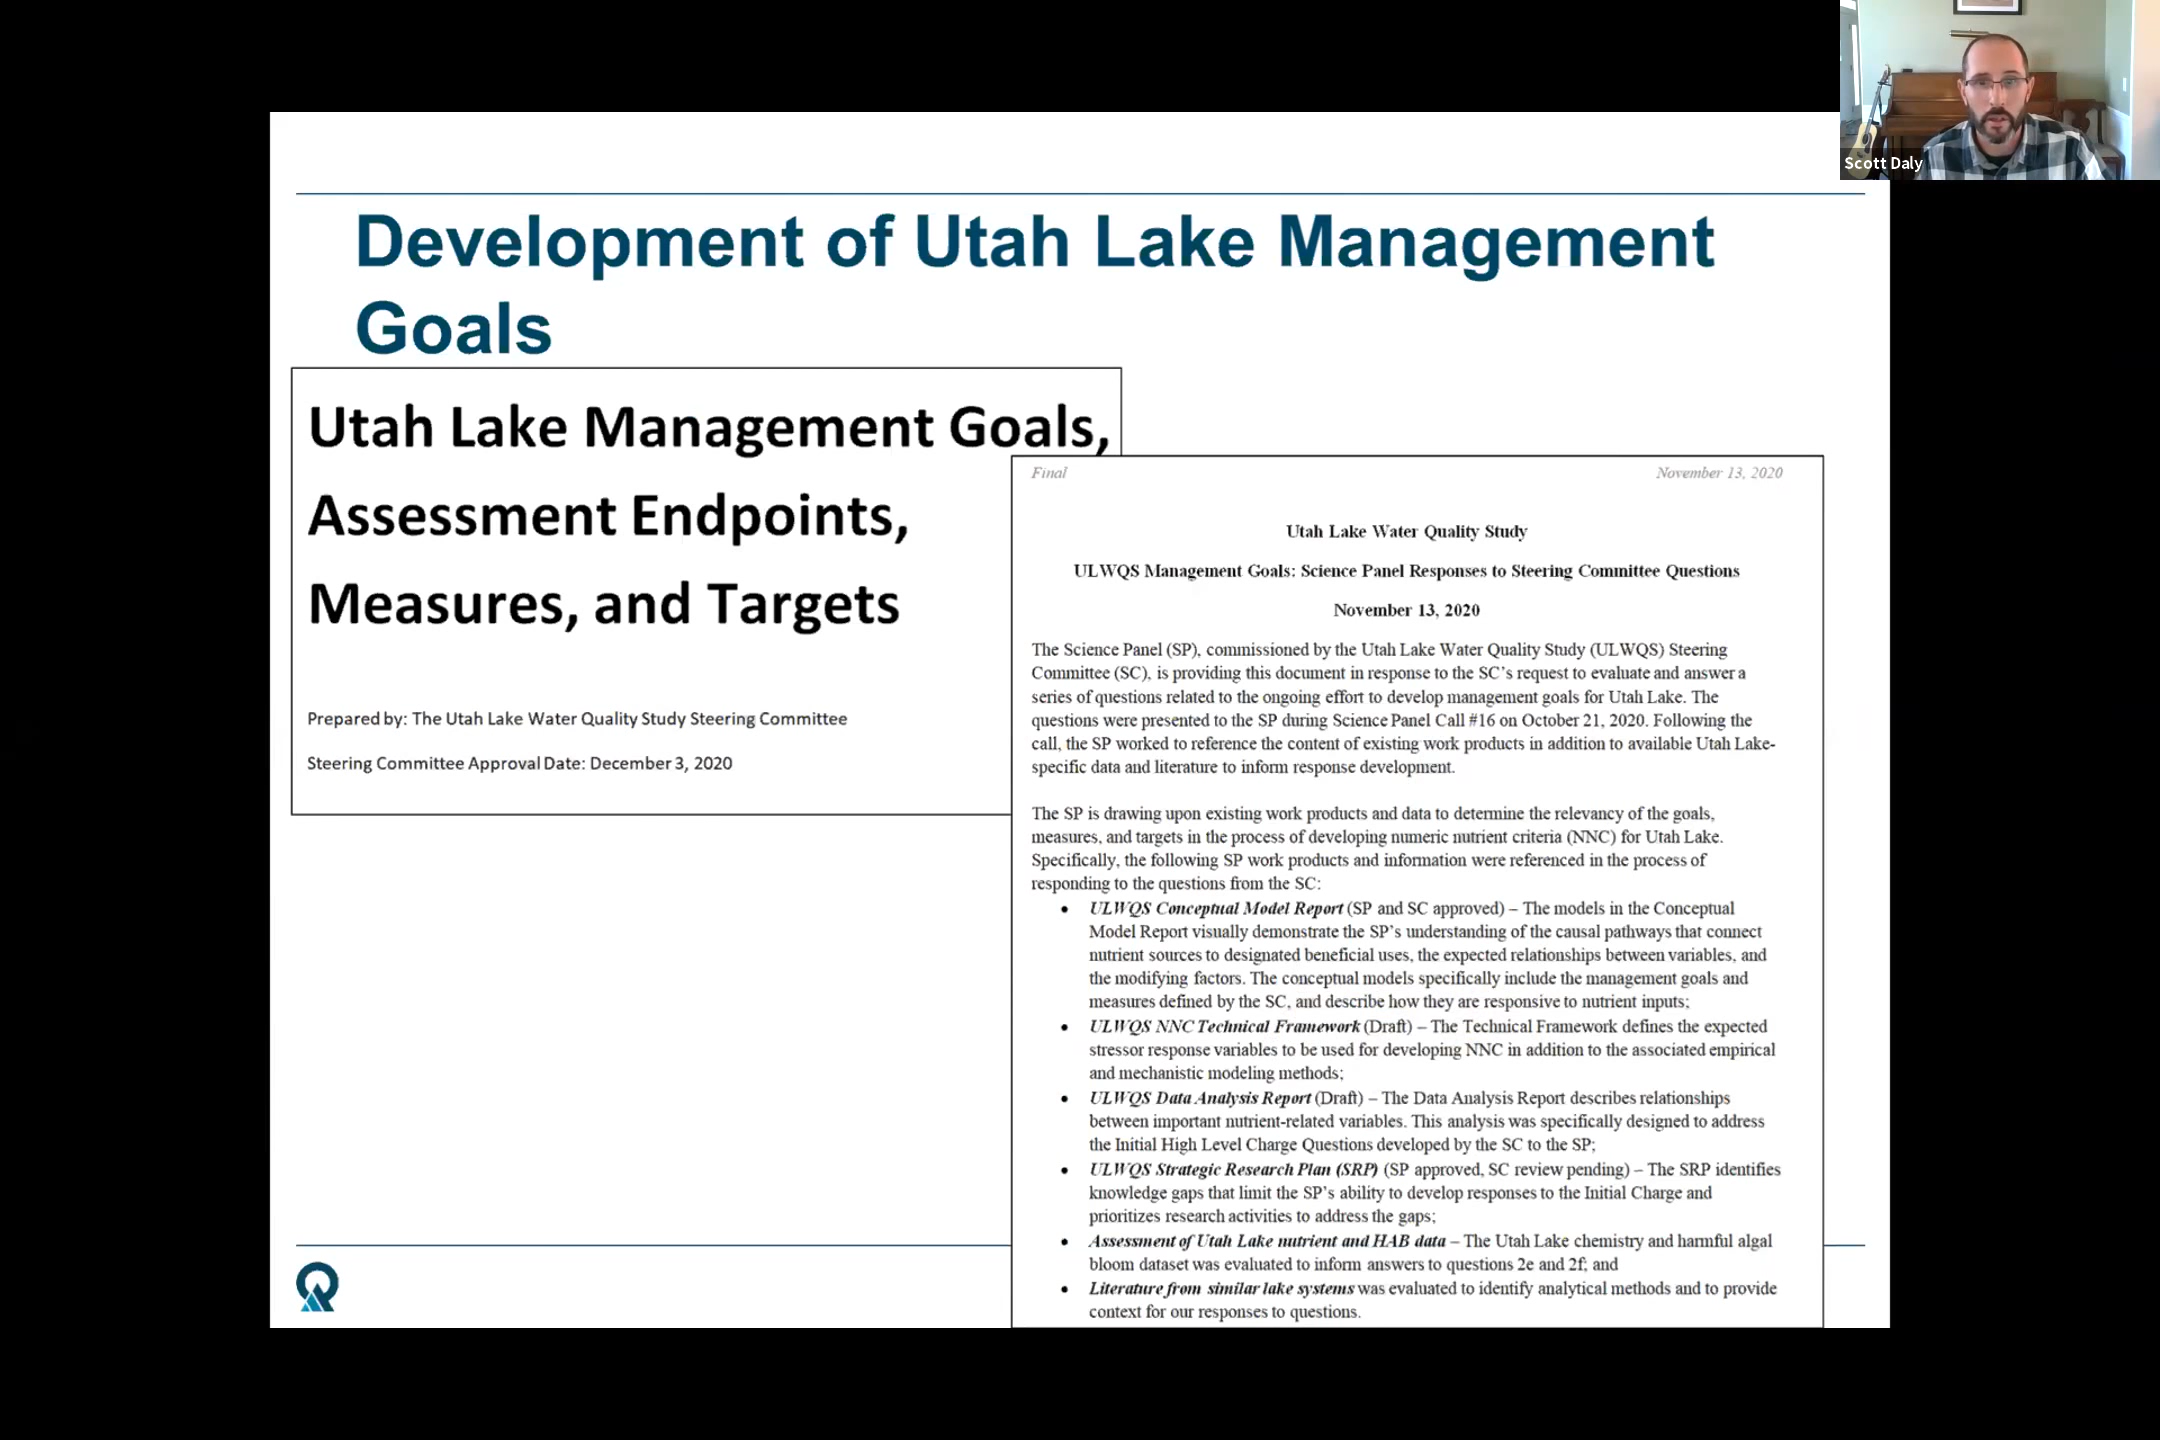 Scott Daly
Development of Utah Lake Management
Goals
Utah Lake Management Goals,
Assessment Endpoints,
Measures, and Targets
Prepared by: The Utah Lake Water Quality Study Steering Committee
Steering Committee Approval Date: December 3, 2020
Final
November 13, 2020
Utah Lake Water Quality Study
ULWQS Management Goals: Science Panel Responses to Steering Committee Questions
November 13, 2020
The Science Panel (SP), commissioned by the Utah Lake Water Quality Study (ULWQS) Steering
Committee (SC), is providing this document in response to the SC's request to evaluate and answer a
series of questions related to the ongoing effort to develop management goals for Utah Lake. The
questions were presented to the SP during Science Panel Call #16 on October 21, 2020. Following the
call, the SP worked to reference the content of existing work products in addition to available Utah Lake-
specific data and literature to inform response development.
The SP is drawing upon existing work products and data to determine the relevancy of the goals,
measures, and targets in the process of developing numeric nutrient criteria (NNC) for Utah Lake.
Specifically, the following SP work products and information were referenced in the process of
responding to the questions from the SC:
• ULWQS Conceptual Model Report (SP and SC approved) – The models in the Conceptual
Model Report visually demonstrate the SP's understanding of the causal pathways that connect
nutrient sources to designated beneficial uses, the expected relationships between variables, and
the modifying factors. The conceptual models specifically include the management goals and
measures defined by the SC, and describe how they are responsive to nutrient inputs;
• ULWQS NNC Technical Framework (Draft) – The Technical Framework defines the expected
stressor response variables to be used for developing NNC in addition to the associated empirical
and mechanistic modeling methods;
• ULWQS Data Analysis Report (Draft) – The Data Analysis Report describes relationships
between important nutrient-related variables. This analysis was specifically designed to address
the Initial High Level Charge Questions developed by the SC to the SP;
• ULWQS Strategic Research Plan (SRP) (SP approved, SC review pending) – The SRP identifies
knowledge gaps that limit the SP's ability to develop responses to the Initial Charge and
prioritizes research activities to address the gaps;
• Assessment of Utah Lake nutrient and HAB data – The Utah Lake chemistry and harmful algal
bloom dataset was evaluated to inform answers to questions 2e and 2f; and
• Literature from similar lake systems was evaluated to identify analytical methods and to provide
context for our responses to questions.